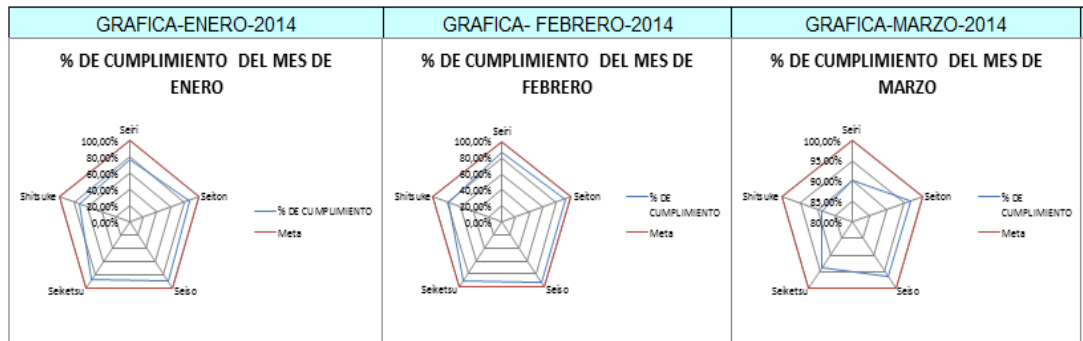 GRAFICA-ENERO-2014
GRAFICA- FEBRERO-2014
GRAFICA-MARZO-2014
% DE CUMPLIMIENTO DEL MES DE
ENERO
Seiri
100,00%
80,00%
60,00%
40,00%
20,00%
0,00%
Seiton
Seiso
Seiketsu
Shitsuke
% DE CUMPLIMIENTO
Meta
% DE CUMPLIMIENTO DEL MES DE
FEBRERO
Seiri
100,00%
80,00%
60,00%
40,00%
20,00%
0,00%
Seiton
Seiso
Seiketsu
Shitsuke
% DE
CUMPLIMIENTO
Meta
% DE CUMPLIMIENTO DEL MES DE
MARZO
Seiri
100,00%
95,00%
90,00%
85,00%
80,00%
Seiton
Seiso
Seiketsu
Shitsuke
% DE
CUMPLIMIENTO
Meta